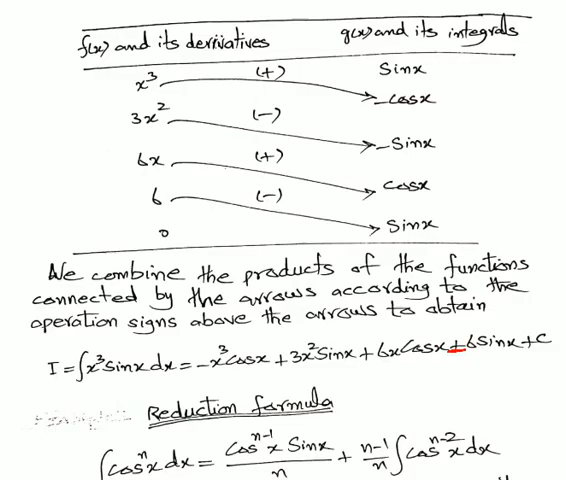 f(x) and its derivatives g(x) and its integrals
x³ (+) Sinx
-cosx
3x² (-)
-Sinx
6x (+)
cosx
6 (-)
Sinx
0
We combine the products of the functions
connected by the arrows according to the
operation signs above the arrows to obtain
I = ∫x³sinx dx = -x³cosx + 3x²sinx + 6xcosx + 6sinx + C
Reduction formula
∫cosⁿx dx = cosⁿ⁻¹x Sinx / n + n-1/n ∫cosⁿ⁻²x dx